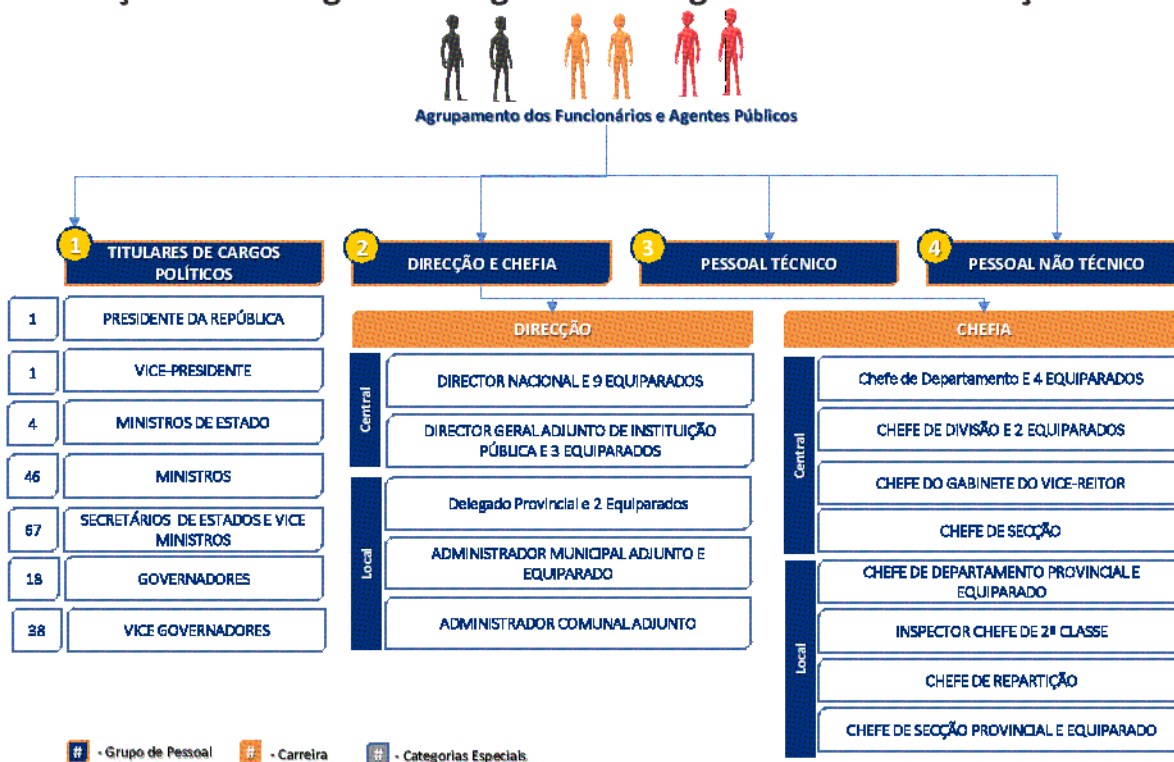 Agrupamento dos Funcionários e Agentes Públicos
1
TITULARES DE CARGOS
POLÍTICOS
2
DIRECÇÃO E CHEFIA
3
PESSOAL TÉCNICO
4
PESSOAL NÃO TÉCNICO
1
PRESIDENTE DA REPÚBLICA
1
VICE-PRESIDENTE
4
MINISTROS DE ESTADO
46
MINISTROS
67
SECRETÁRIOS DE ESTADOS E VICE
MINISTROS
18
GOVERNADORES
38
VICE GOVERNADORES
DIRECÇÃO
Central
DIRECTOR NACIONAL E 9 EQUIPARADOS
DIRECTOR GERAL ADJUNTO DE INSTITUIÇÃO
PÚBLICA E 3 EQUIPARADOS
Local
Delegado Provincial e 2 Equiparados
ADMINISTRADOR MUNICIPAL ADJUNTO E
EQUIPARADO
ADMINISTRADOR COMUNAL ADJUNTO
CHEFIA
Central
Chefe de Departamento E 4 EQUIPARADOS
CHEFE DE DIVISÃO E 2 EQUIPARADOS
CHEFE DO GABINETE DO VICE-REITOR
CHEFE DE SECÇÃO
Local
CHEFE DE DEPARTAMENTO PROVINCIAL E
EQUIPARADO
INSPECTOR CHEFE DE 2ª CLASSE
CHEFE DE REPARTIÇÃO
CHEFE DE SECÇÃO PROVINCIAL E EQUIPARADO
# - Grupo de Pessoal
# - Carreira
# - Categorias Especiais